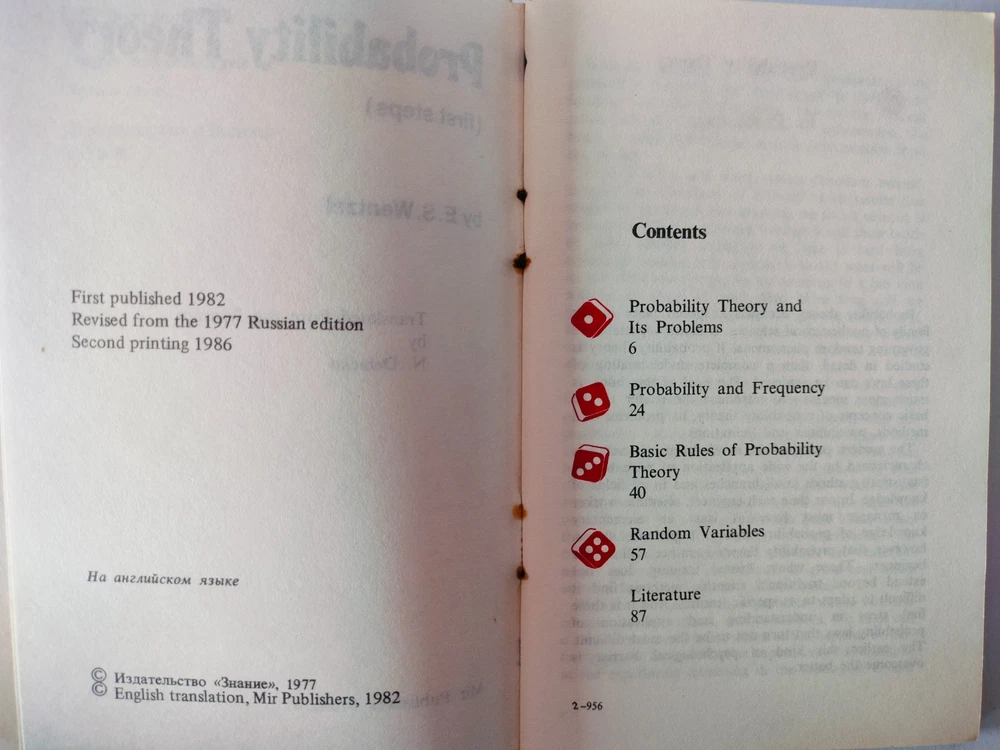 First published 1982
Revised from the 1977 Russian edition
Second printing 1986
На английском языке
© Издательство «Знание», 1977
© English translation, Mir Publishers, 1982
Contents
Probability Theory and
Its Problems
6
Probability and Frequency
24
Basic Rules of Probability
Theory
40
Random Variables
57
Literature
87
2–956